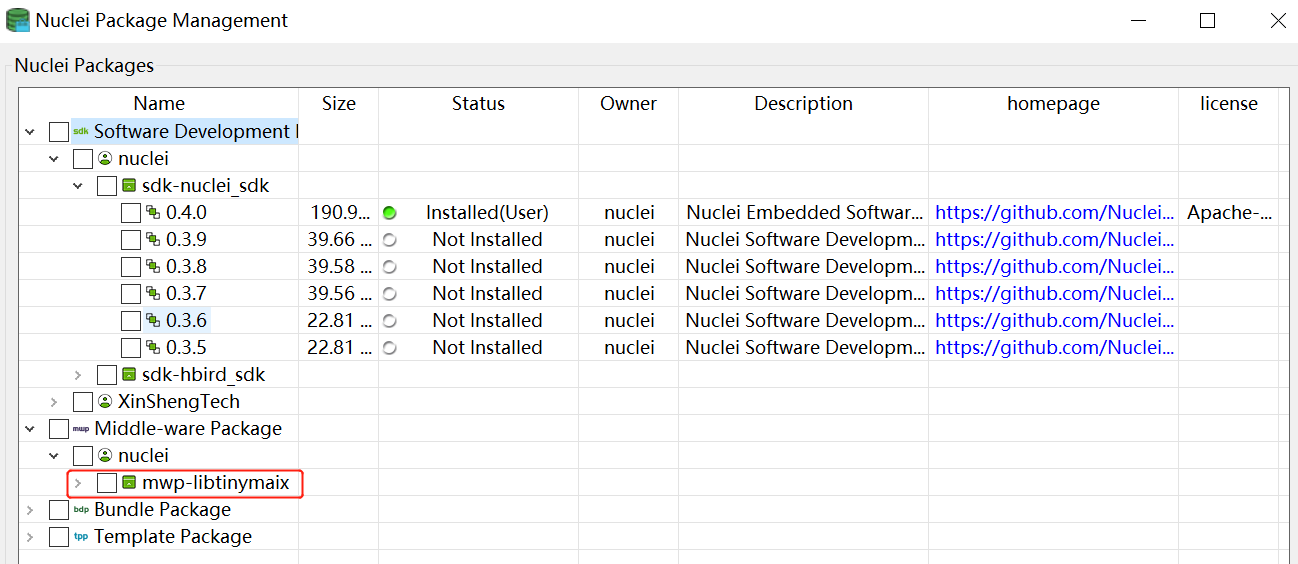 Nuclei Package Management
Nuclei Packages
Name Size Status Owner Description homepage license
sdk Software Development
nuclei
sdk-nuclei_sdk
0.4.0 190.9... Installed(User) nuclei Nuclei Embedded Softwar... https://github.com/Nuclei... Apache-...
0.3.9 39.66 ... Not Installed nuclei Nuclei Software Developm... https://github.com/Nuclei...
0.3.8 39.58 ... Not Installed nuclei Nuclei Software Developm... https://github.com/Nuclei...
0.3.7 39.56 ... Not Installed nuclei Nuclei Software Developm... https://github.com/Nuclei...
0.3.6 22.81 ... Not Installed nuclei Nuclei Software Developm... https://github.com/Nuclei...
0.3.5 22.81 ... Not Installed nuclei Nuclei Software Developm... https://github.com/Nuclei...
sdk-hbird_sdk
XinShengTech
mwp Middle-ware Package
nuclei
mwp-libtinymaix
bdp Bundle Package
tpp Template Package